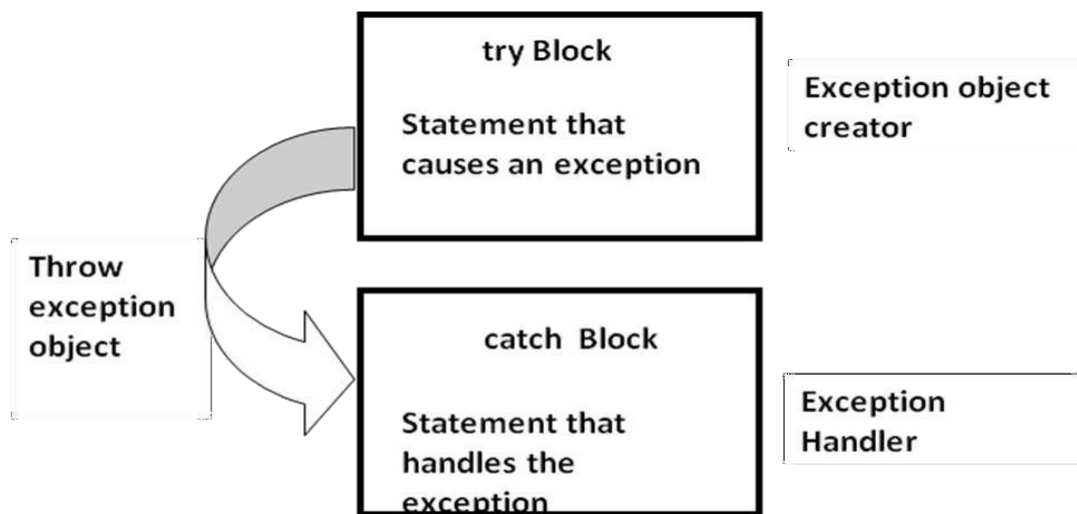 try Block
Statement that
causes an exception
Exception object
creator
Throw
exception
object
catch Block
Statement that
handles the
exception
Exception
Handler